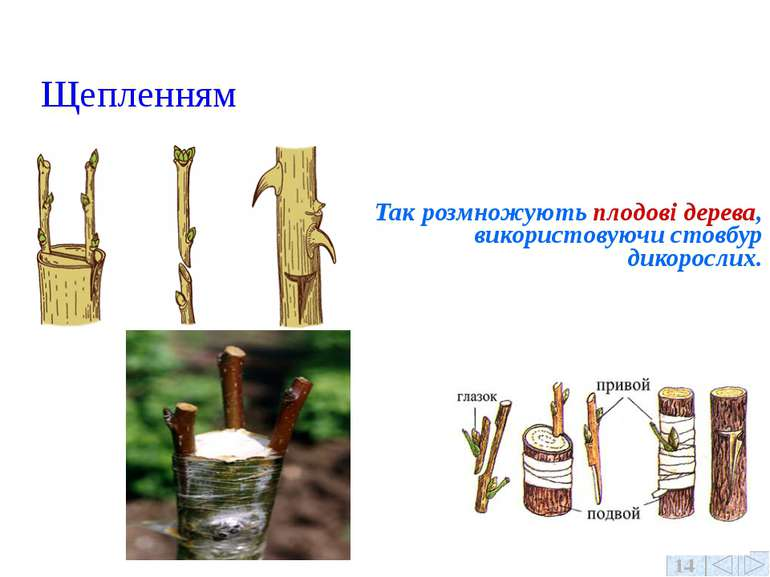 Щепленням
Так розмножують плодові дерева,
використовуючи стовбур
дикорослих.
глазок
привой
подвой
14